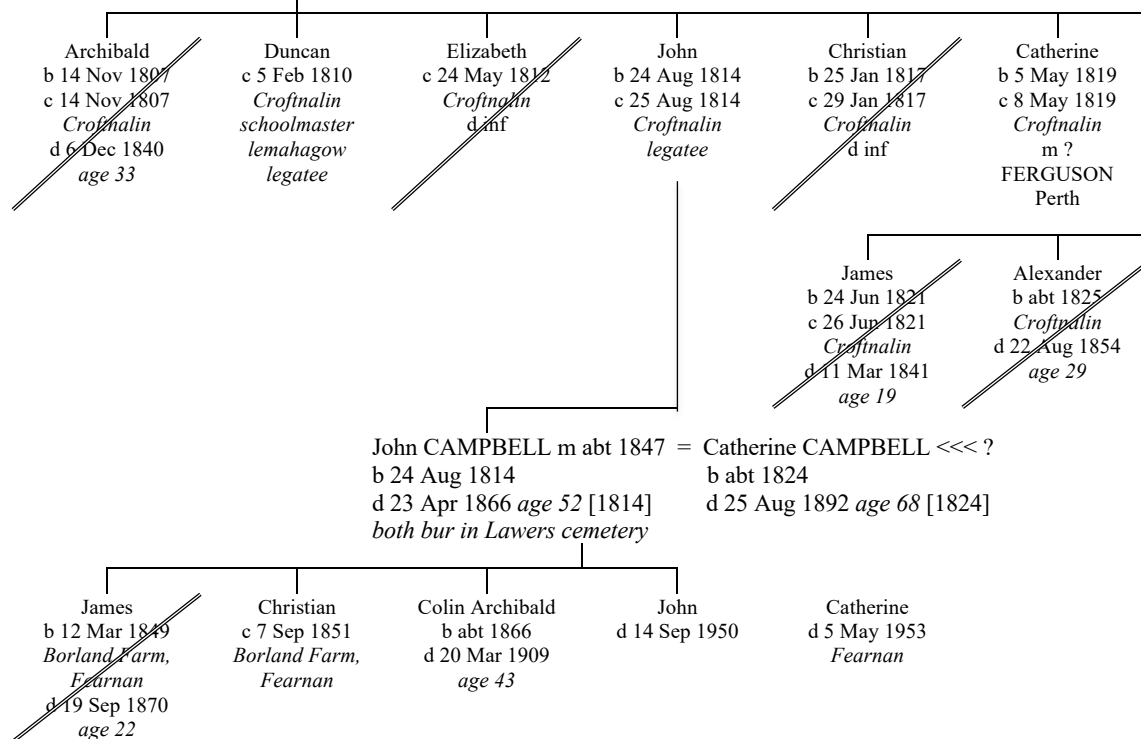 Archibald
b 14 Nov 1807
c 14 Nov 1807
Croftnalin
d 6 Dec 1840
age 33
Duncan
c 5 Feb 1810
Croftnalin
schoolmaster
lemahagow
legatee
Elizabeth
c 24 May 1812
Croftnalin
d inf
John
b 24 Aug 1814
c 25 Aug 1814
Croftnalin
legatee
Christian
b 25 Jan 1817
c 29 Jan 1817
Croftnalin
d inf
Catherine
b 5 May 1819
c 8 May 1819
Croftnalin
m ?
FERGUSON
Perth
James
b 24 Jun 1821
c 26 Jun 1821
Croftnalin
d 11 Mar 1841
age 19
Alexander
b abt 1825
Croftnalin
d 22 Aug 1854
age 29
John CAMPBELL m abt 1847 = Catherine CAMPBELL <<< ?
b 24 Aug 1814 b abt 1824
d 23 Apr 1866 age 52 [1814] d 25 Aug 1892 age 68 [1824]
both bur in Lawers cemetery
James
b 12 Mar 1849
Borland Farm,
Fearnan
d 19 Sep 1870
age 22
Christian
c 7 Sep 1851
Borland Farm,
Fearnan
Colin Archibald
b abt 1866
d 20 Mar 1909
age 43
John
d 14 Sep 1950
Catherine
d 5 May 1953
Fearnan